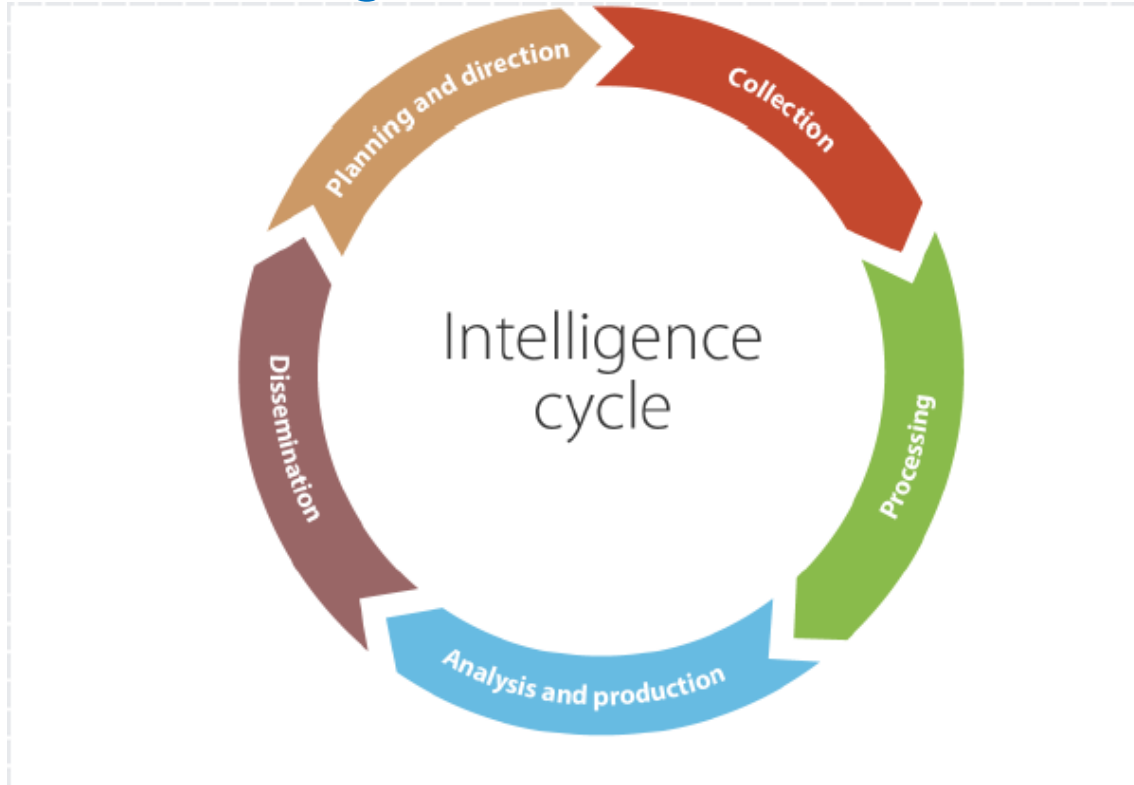 Planning and direction
Collection
Processing
Analysis and production
Dissemination
Intelligence
cycle